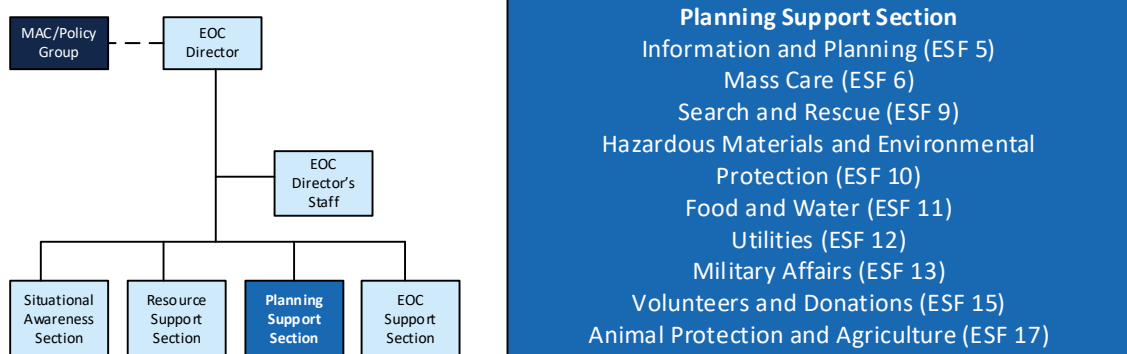 MAC/Policy
Group
EOC
Director
EOC
Director's
Staff
Situational
Awareness
Section
Resource
Support
Section
Planning
Support
Section
EOC
Support
Section
Planning Support Section
Information and Planning (ESF 5)
Mass Care (ESF 6)
Search and Rescue (ESF 9)
Hazardous Materials and Environmental
Protection (ESF 10)
Food and Water (ESF 11)
Utilities (ESF 12)
Military Affairs (ESF 13)
Volunteers and Donations (ESF 15)
Animal Protection and Agriculture (ESF 17)